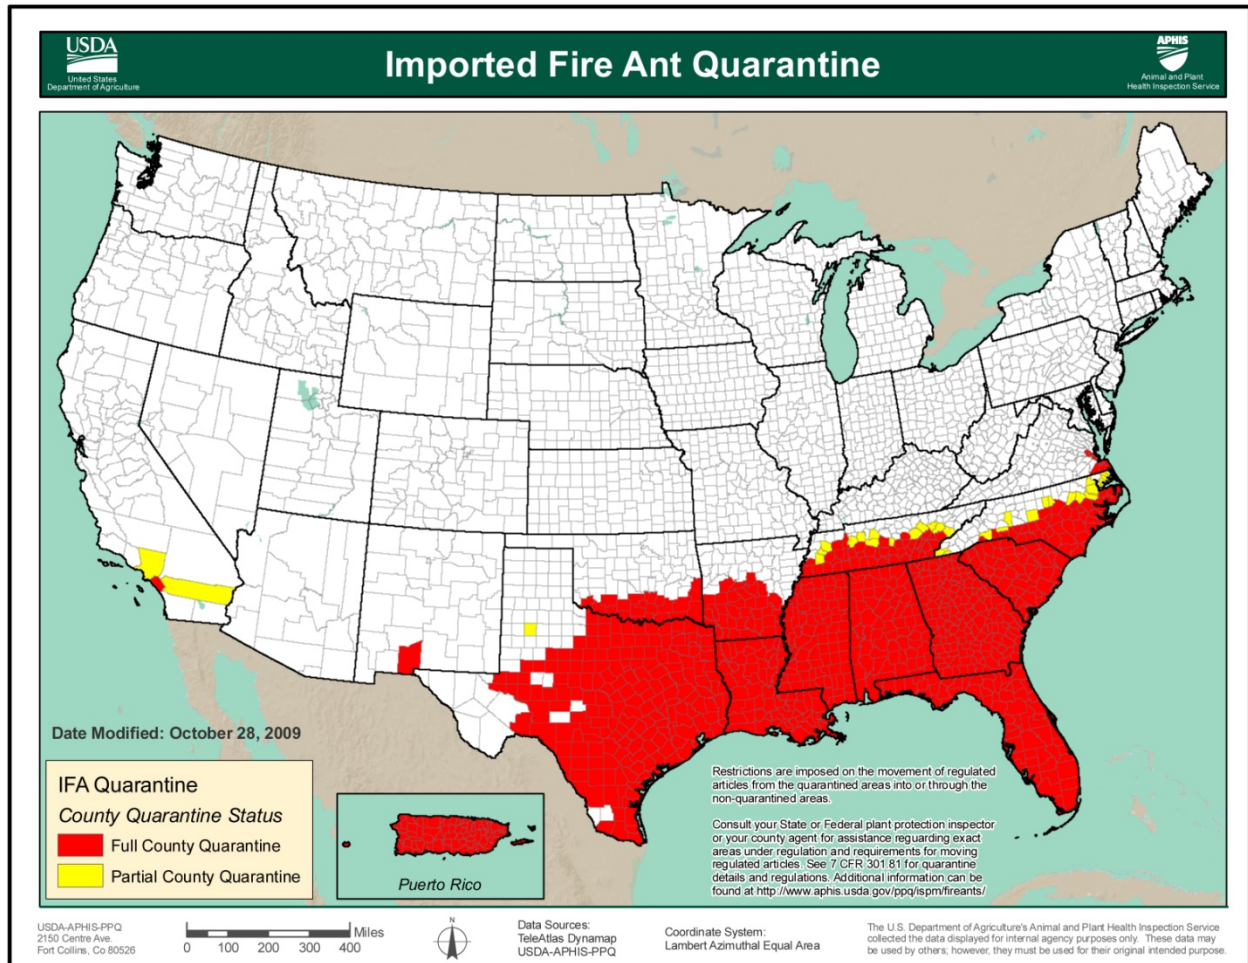 USDA
United States
Department of Agriculture
Imported Fire Ant Quarantine
APHIS
Animal and Plant
Health Inspection Service
Date Modified: October 28, 2009
IFA Quarantine
County Quarantine Status
Full County Quarantine
Partial County Quarantine
Puerto Rico
Restrictions are imposed on the movement of regulated
articles from the quarantined areas into or through the
non-quarantined areas.
Consult your State or Federal plant protection inspector
or your county agent for assistance reguarding exact
areas under regulation and requirements for moving
regulated articles. See 7 CFR 301.81 for quarantine
details and regulations. Additional information can be
found at http://www.aphis.usda.gov/ppq/ispm/fireants/
USDA-APHIS-PPQ
2150 Centre Ave.
Fort Collins, Co 80526
Miles
0 100 200 300 400
N
Data Sources:
TeleAtlas Dynamap
USDA-APHIS-PPQ
Coordinate System:
Lambert Azimuthal Equal Area
The U.S. Department of Agriculture's Animal and Plant Health Inspection Service
collected the data displayed for internal agency purposes only. These data may
be used by others; however, they must be used for their original intended purpose.